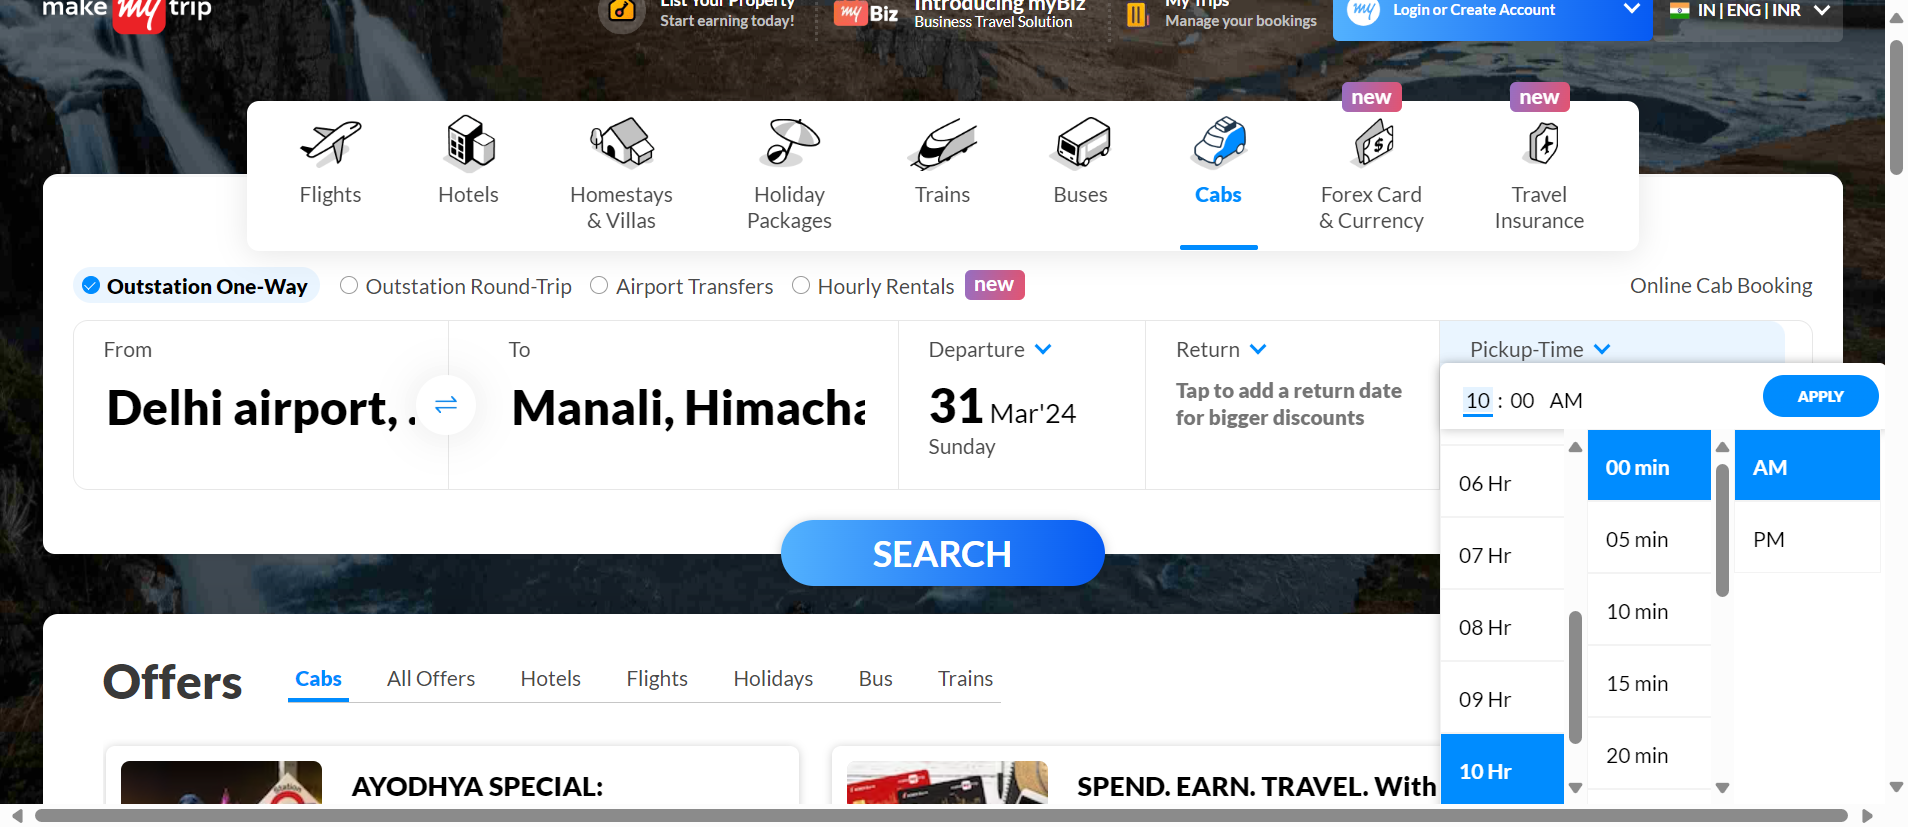 make my trip
List Your Property
Start earning today!
my Biz
Introducing myBiz
Business Travel Solution
My Trips
Manage your bookings
my
Login or Create Account
IN | ENG | INR
new
new
Flights
Hotels
Homestays
& Villas
Holiday
Packages
Trains
Buses
Cabs
Forex Card
& Currency
Travel
Insurance
Outstation One-Way
Outstation Round-Trip
Airport Transfers
Hourly Rentals
new
Online Cab Booking
From
Delhi airport, .
To
Manali, Himacha
Departure
31 Mar'24
Sunday
Return
Tap to add a return date
for bigger discounts
Pickup-Time
10 : 00 AM
APPLY
06 Hr
07 Hr
08 Hr
09 Hr
10 Hr
00 min
05 min
10 min
15 min
20 min
AM
PM
SEARCH
Offers
Cabs
All Offers
Hotels
Flights
Holidays
Bus
Trains
AYODHYA SPECIAL:
Station
SPEND. EARN. TRAVEL. With